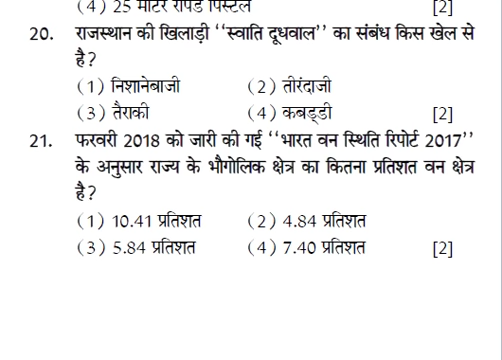 (4) 25 मीटर रैपिड पिस्टल [2]
20. राजस्थान की खिलाड़ी ‘‘स्वाति दूधवाल’’ का संबंध किस खेल से
है?
(1) निशानेबाजी (2) तीरंदाजी
(3) तैराकी (4) कबड्डी [2]
21. फरवरी 2018 को जारी की गई ‘‘भारत वन स्थिति रिपोर्ट 2017’’
के अनुसार राज्य के भौगोलिक क्षेत्र का कितना प्रतिशत वन क्षेत्र
है?
(1) 10.41 प्रतिशत (2) 4.84 प्रतिशत
(3) 5.84 प्रतिशत (4) 7.40 प्रतिशत [2]